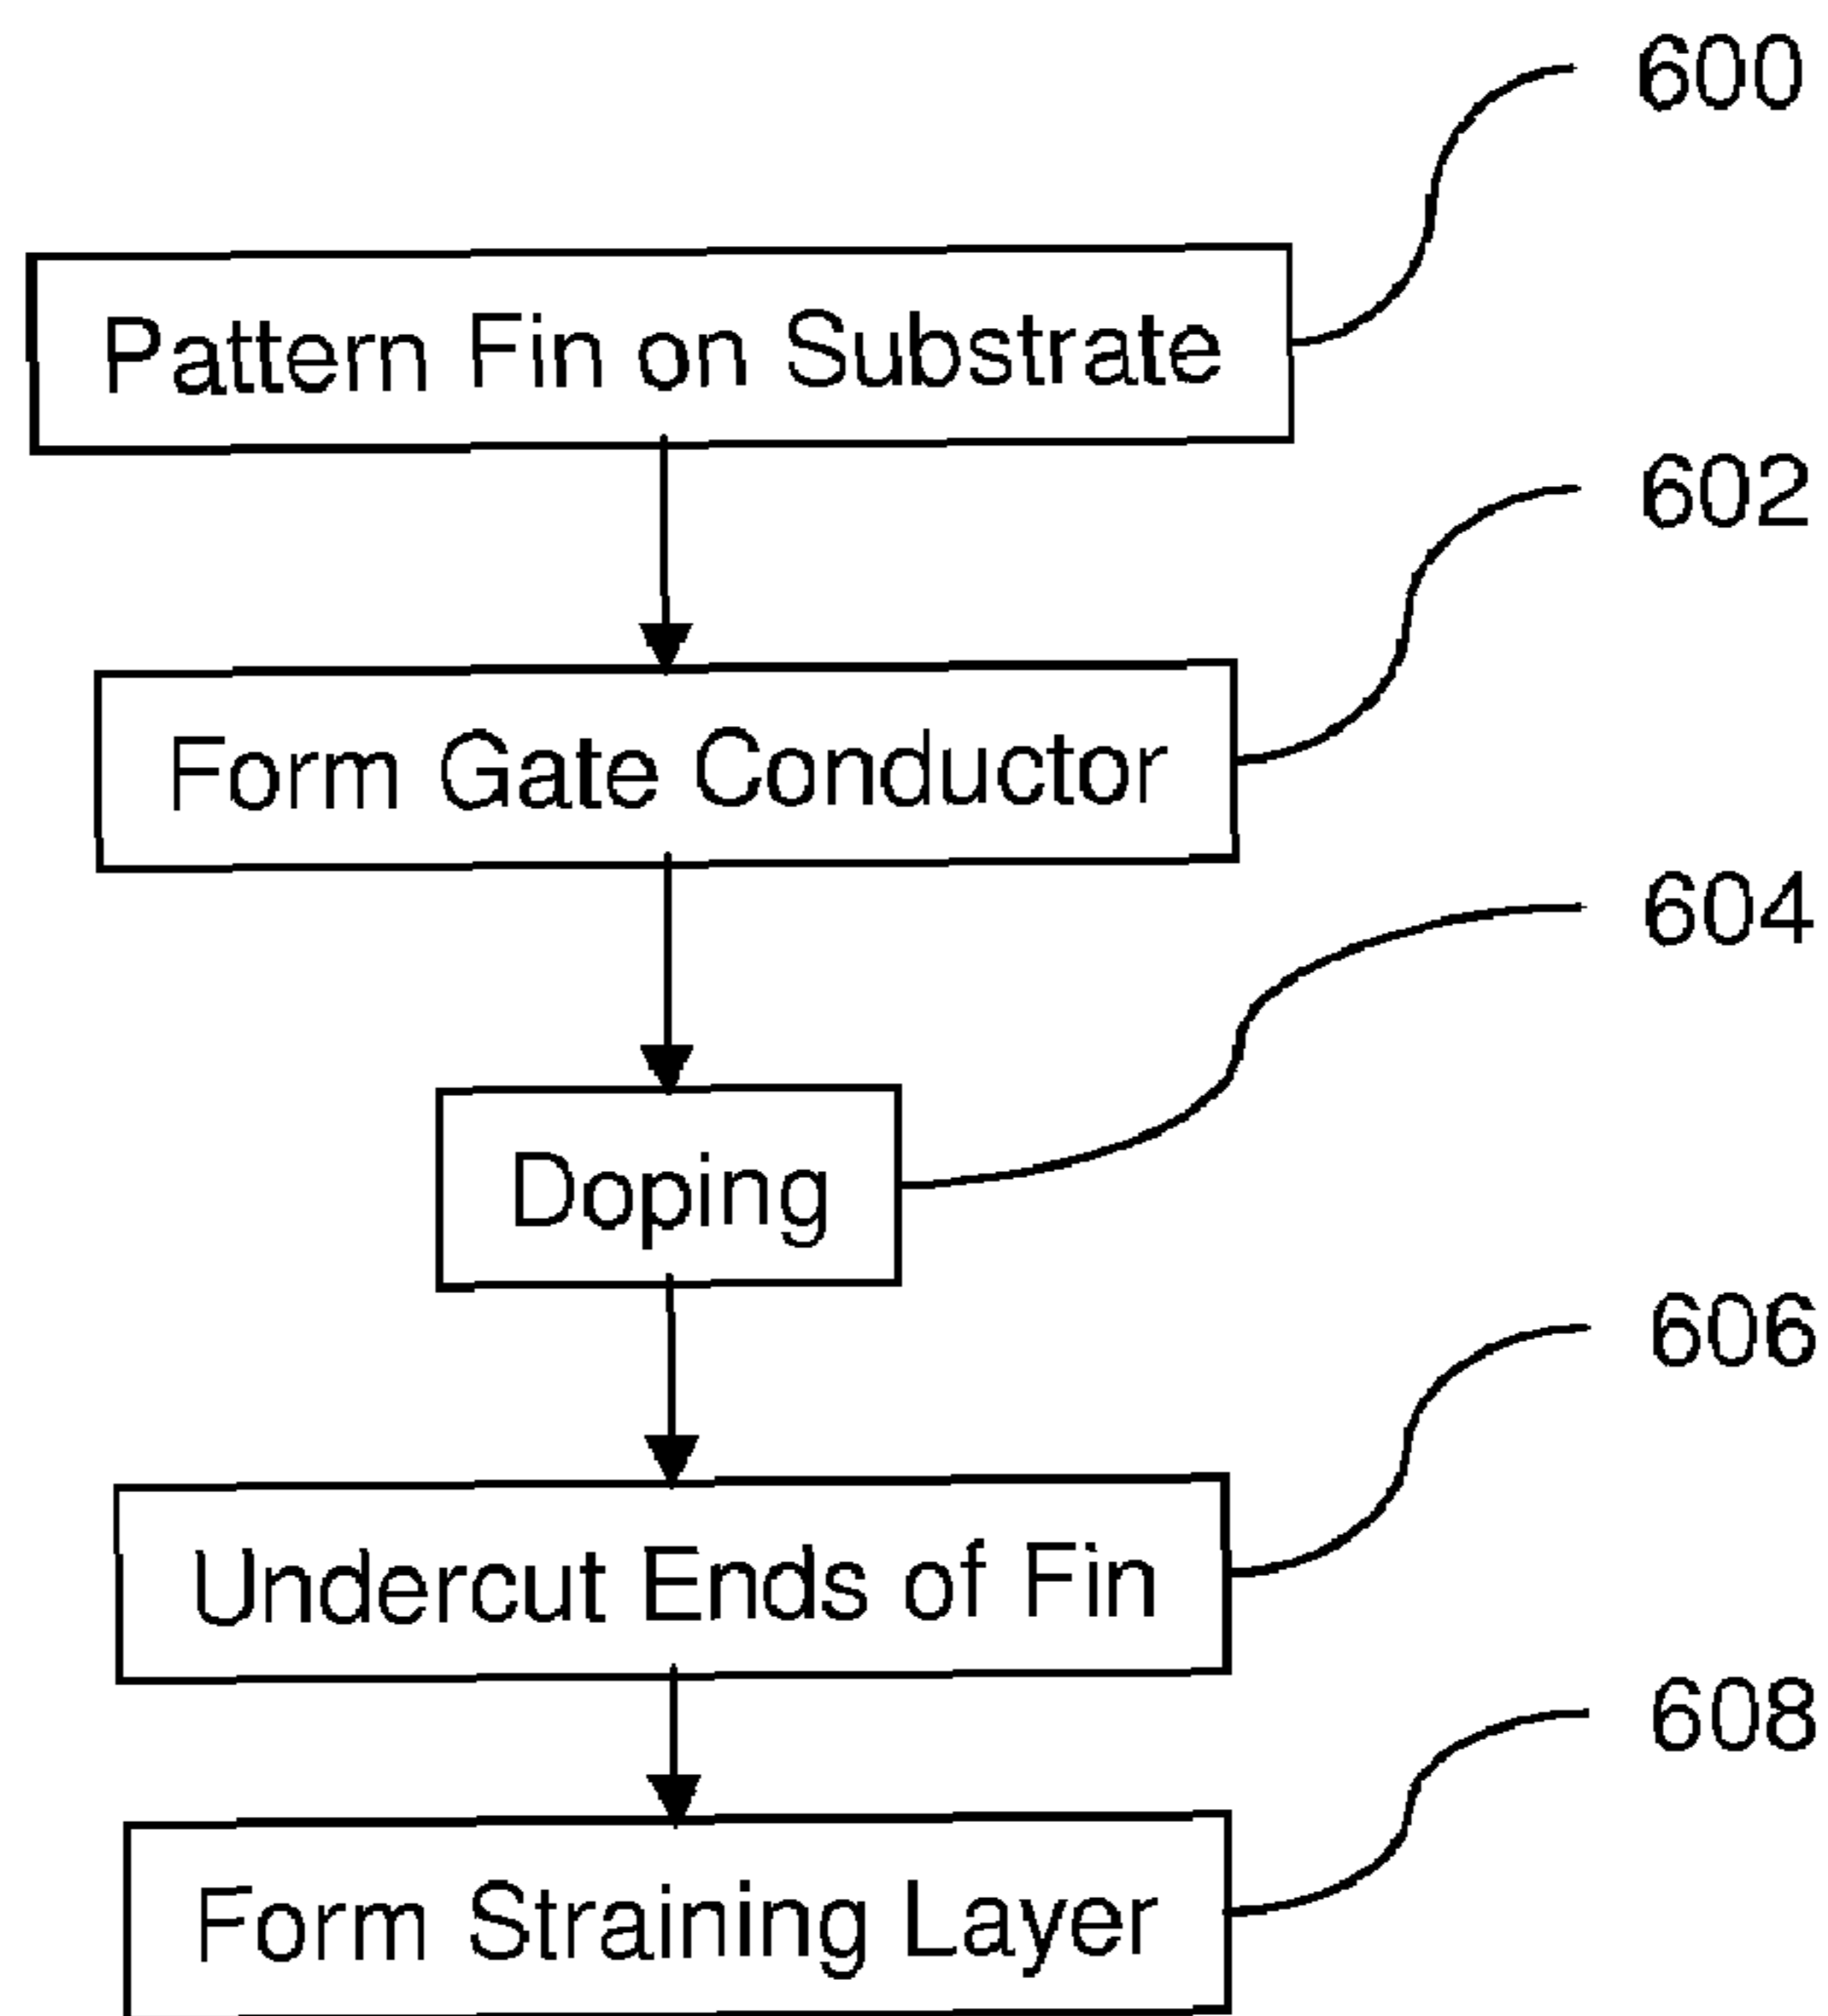 600
Pattern Fin on Substrate
602
Form Gate Conductor
604
Doping
606
Undercut Ends of Fin
608
Form Straining Layer